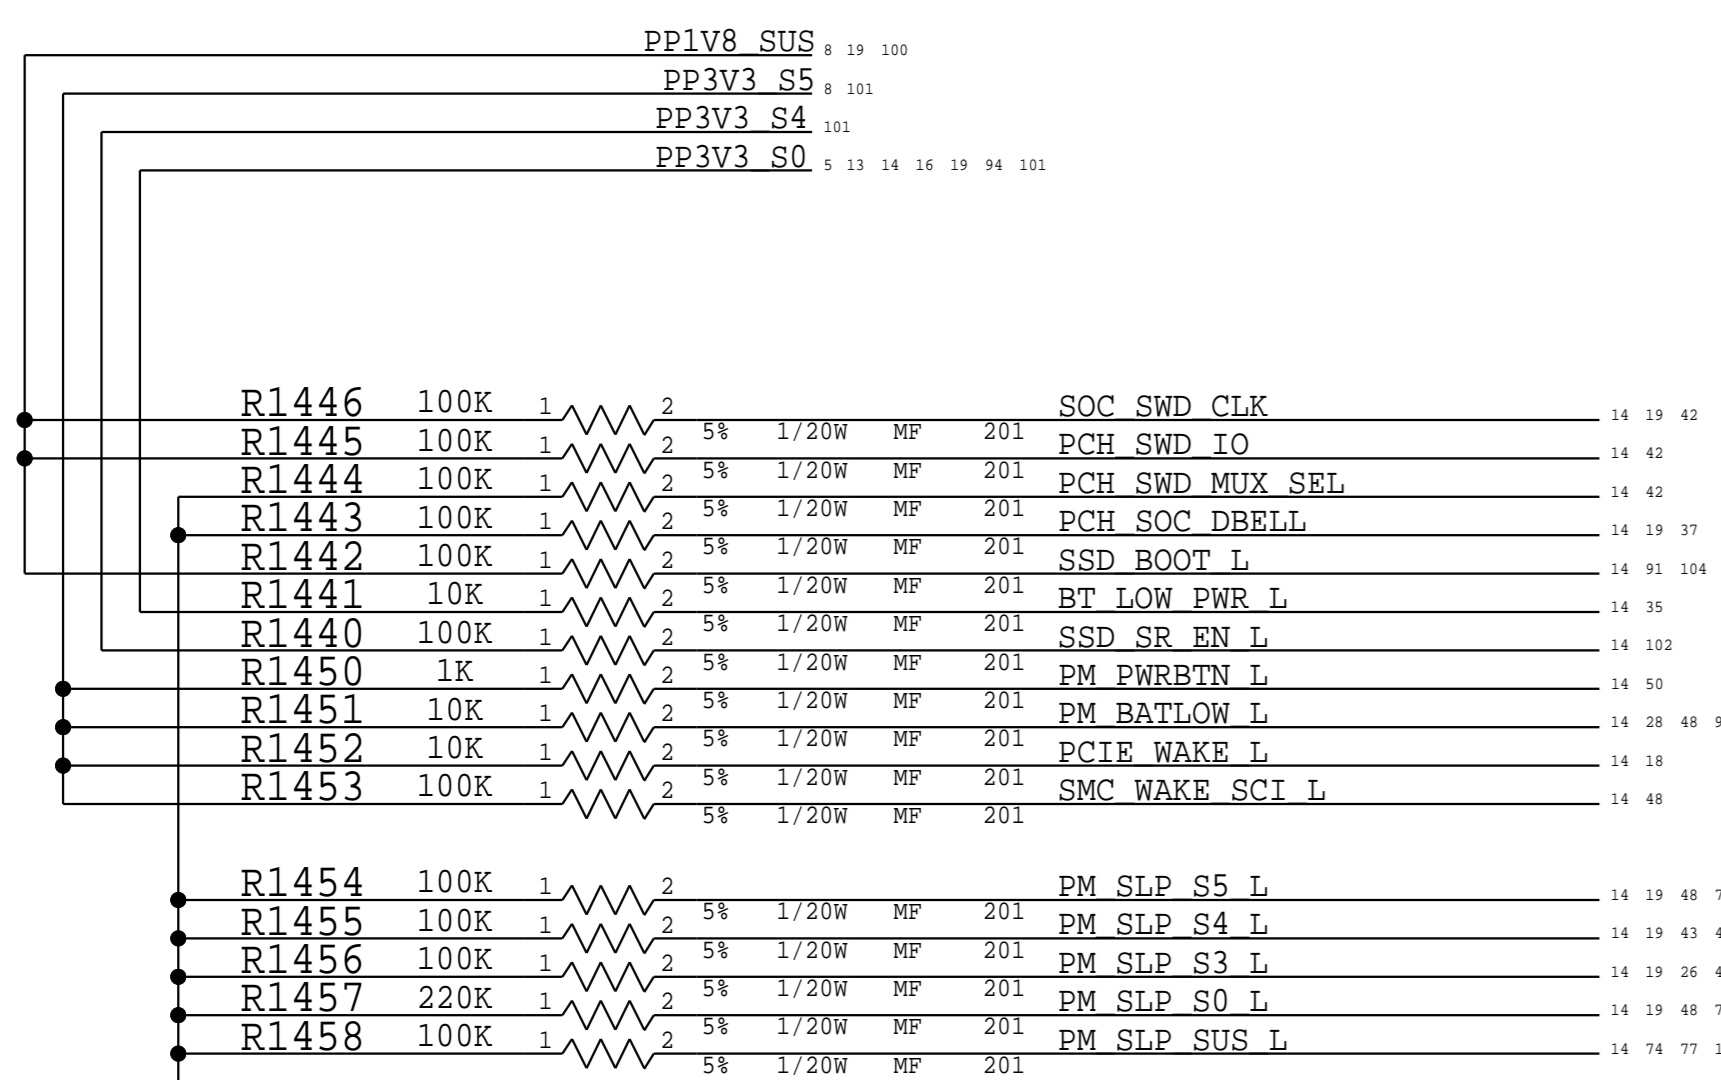 PP1V8_SUS 8 19 100
PP3V3_S5 8 101
PP3V3_S4 101
PP3V3_S0 5 13 14 16 19 94 101
R1446 100K 1 2 5% 1/20W MF 201 SOC_SWD_CLK 14 19 42
R1445 100K 1 2 5% 1/20W MF 201 PCH_SWD_IO 14 42
R1444 100K 1 2 5% 1/20W MF 201 PCH_SWD_MUX_SEL 14 42
R1443 100K 1 2 5% 1/20W MF 201 PCH_SOC_DBELL 14 19 37
R1442 100K 1 2 5% 1/20W MF 201 SSD_BOOT_L 14 91 104
R1441 10K 1 2 5% 1/20W MF 201 BT_LOW_PWR_L 14 35
R1440 100K 1 2 5% 1/20W MF 201 SSD_SR_EN_L 14 102
R1450 1K 1 2 5% 1/20W MF 201 PM_PWRBTN_L 14 50
R1451 10K 1 2 5% 1/20W MF 201 PM_BATLOW_L 14 28 48
R1452 10K 1 2 5% 1/20W MF 201 PCIE_WAKE_L 14 18
R1453 100K 1 2 5% 1/20W MF 201 SMC_WAKE_SCI_L 14 48
R1454 100K 1 2 5% 1/20W MF 201 PM_SLP_S5_L 14 19 48
R1455 100K 1 2 5% 1/20W MF 201 PM_SLP_S4_L 14 19 43
R1456 100K 1 2 5% 1/20W MF 201 PM_SLP_S3_L 14 19 26
R1457 220K 1 2 5% 1/20W MF 201 PM_SLP_S0_L 14 19 48
R1458 100K 1 2 5% 1/20W MF 201 PM_SLP_SUS_L 14 74 77